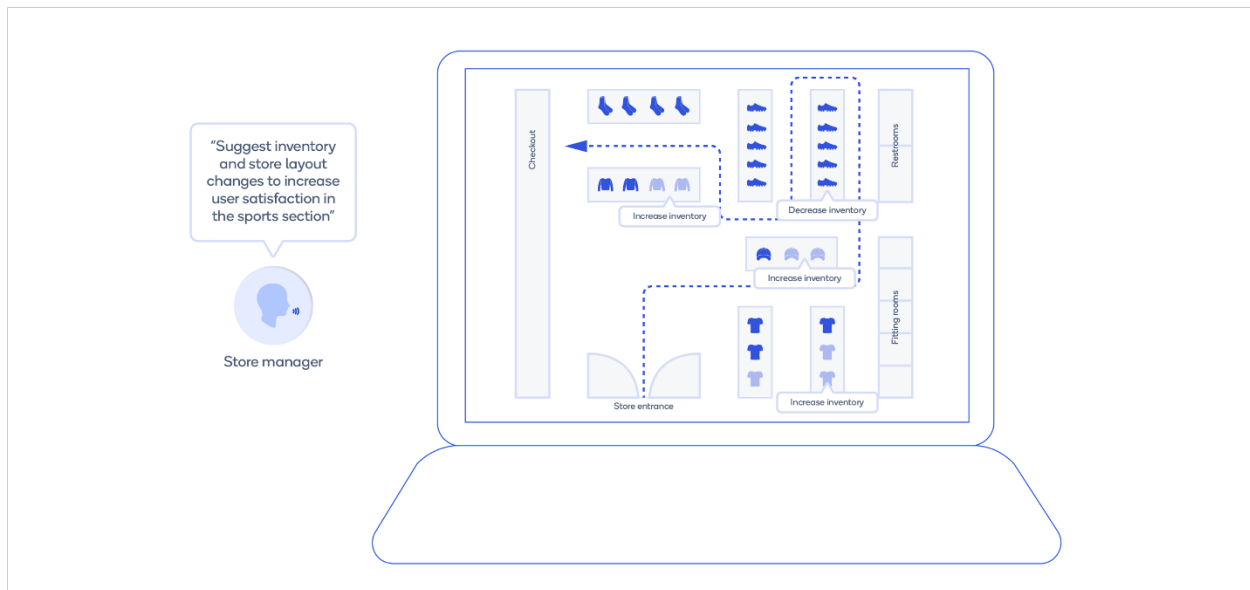 “Suggest inventory
and store layout
changes to increase
user satisfaction in
the sports section”
Store manager
Checkout
Restrooms
Increase inventory
Decrease inventory
Increase inventory
Fitting rooms
Increase inventory
Store entrance